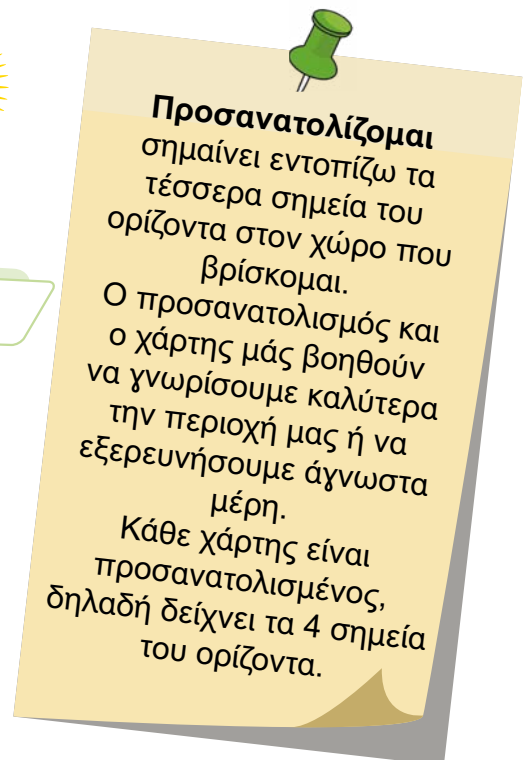 Προσανατολίζομαι
σημαίνει εντοπίζω τα
τέσσερα σημεία του
ορίζοντα στον χώρο που
βρίσκομαι.
Ο προσανατολισμός και
ο χάρτης μάς βοηθούν
να γνωρίσουμε καλύτερα
την περιοχή μας ή να
εξερευνήσουμε άγνωστα
μέρη.
Κάθε χάρτης είναι
προσανατολισμένος,
δηλαδή δείχνει τα 4 σημεία
του ορίζοντα.